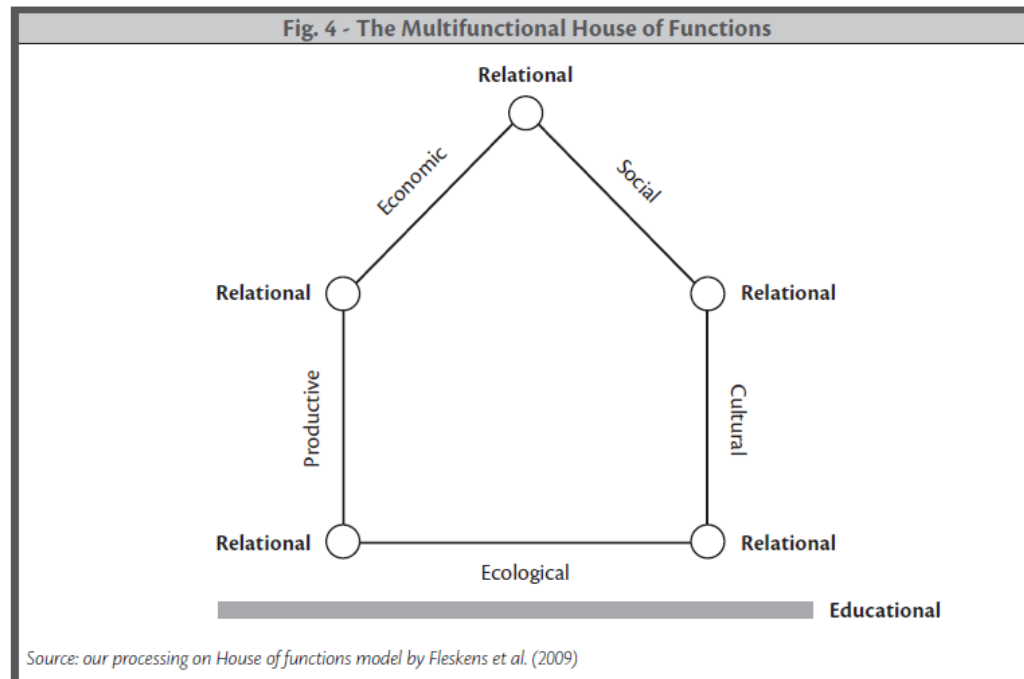 Fig. 4 - The Multifunctional House of Functions
Relational
Economic
Social
Relational
Relational
Productive
Cultural
Relational
Relational
Ecological
Educational
Source: our processing on House of functions model by Fleskens et al. (2009)